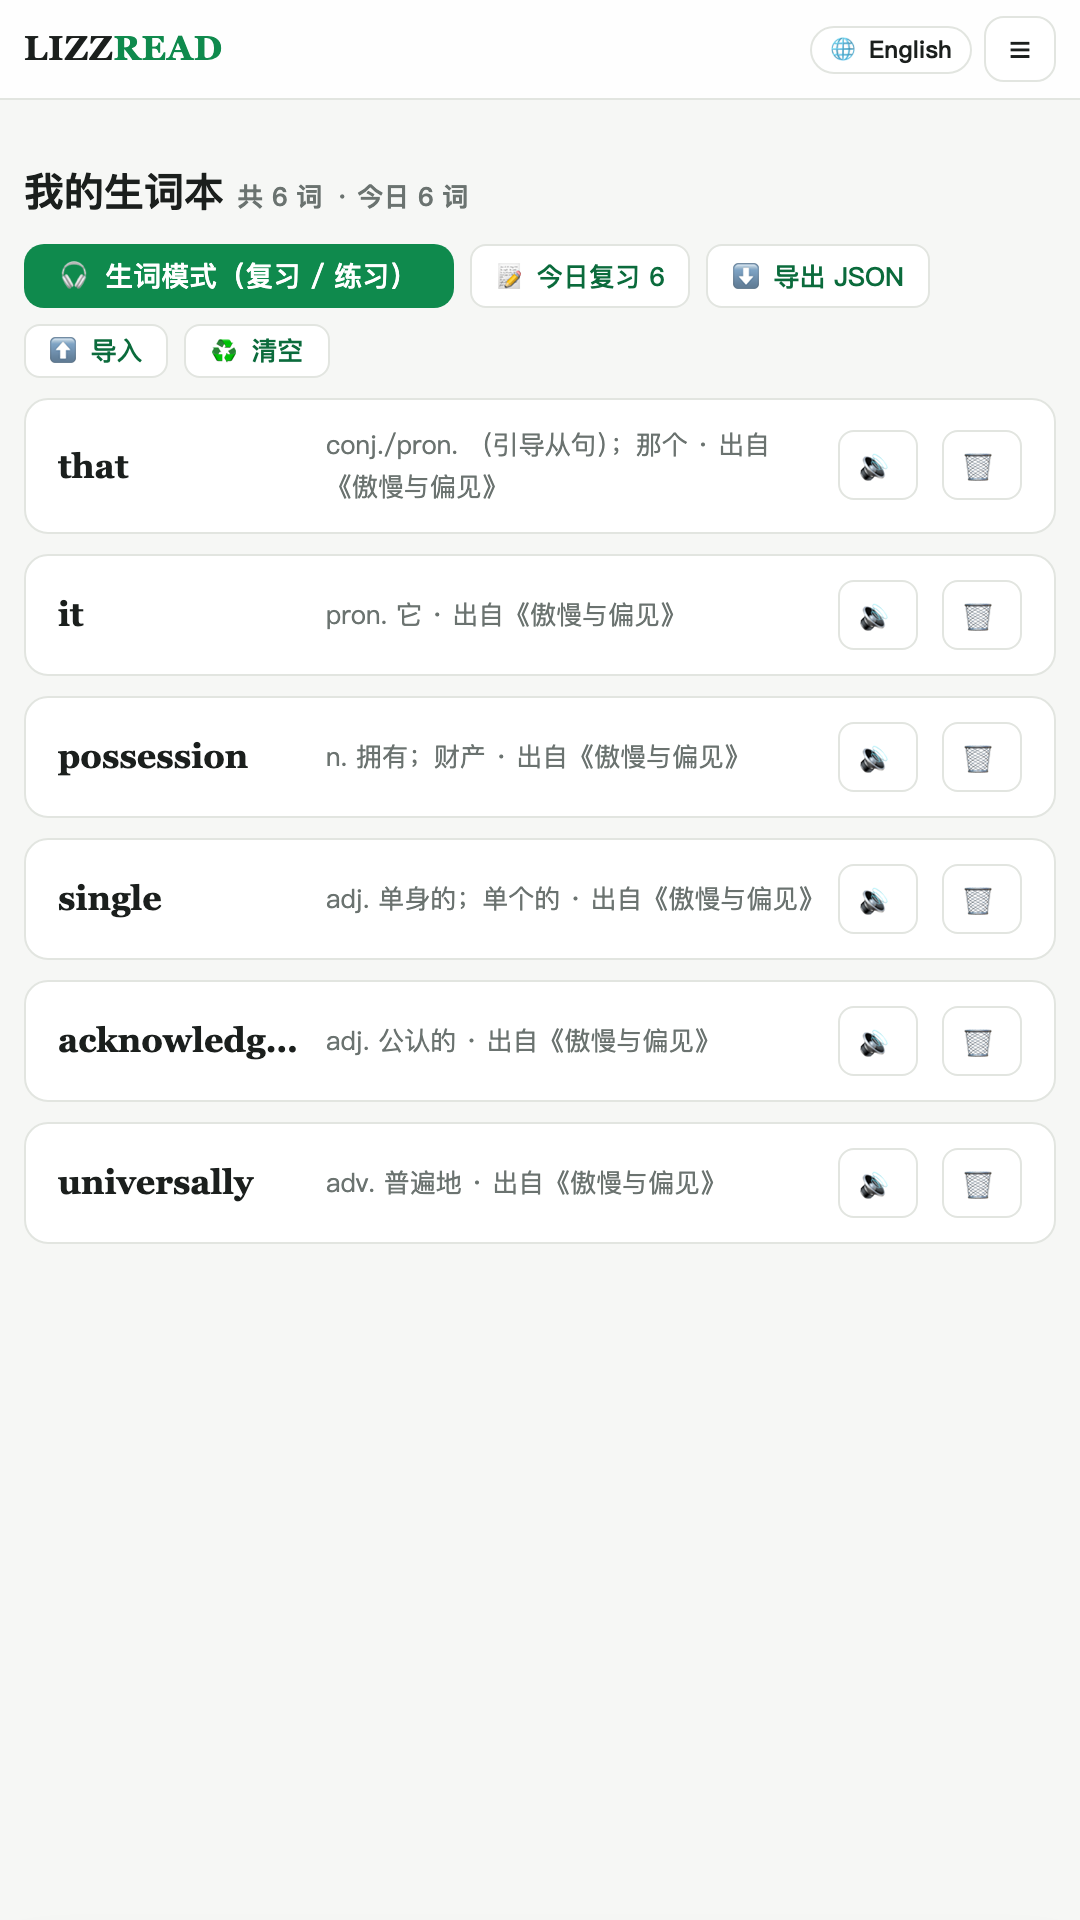 LIZZREAD
English
我的生词本 共 6 词 · 今日 6 词
生词模式（复习 / 练习）
今日复习 6
导出 JSON
导入
清空
that
conj./pron. （引导从句）；那个 · 出自
《傲慢与偏见》
it
pron. 它 · 出自《傲慢与偏见》
possession
n. 拥有；财产 · 出自《傲慢与偏见》
single
adj. 单身的；单个的 · 出自《傲慢与偏见》
acknowledg...
adj. 公认的 · 出自《傲慢与偏见》
universally
adv. 普遍地 · 出自《傲慢与偏见》